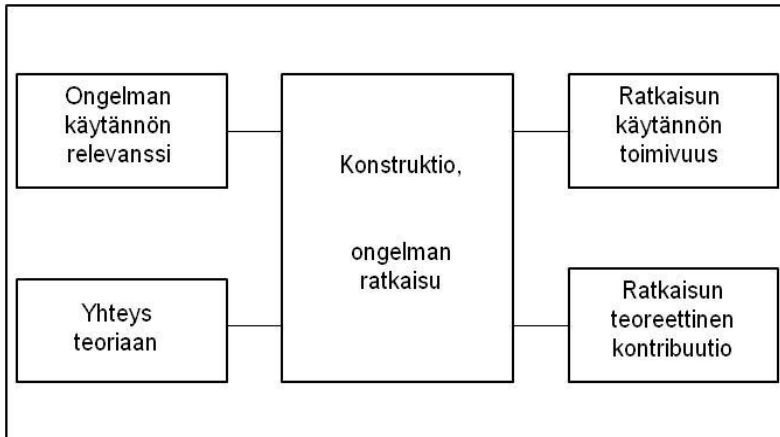 Ongelman
käytännön
relevanssi
Yhteys
teoriaan
Konstruktio,
ongelman
ratkaisu
Ratkaisun
käytännön
toimivuus
Ratkaisun
teoreettinen
kontribuutio